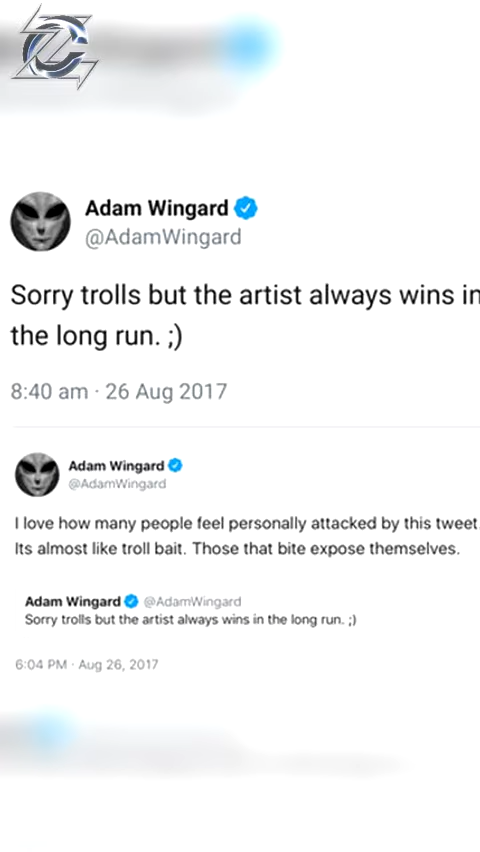 Adam Wingard
@AdamWingard
Sorry trolls but the artist always wins in
the long run. ;)
8:40 am · 26 Aug 2017
Adam Wingard
@AdamWingard
I love how many people feel personally attacked by this tweet.
Its almost like troll bait. Those that bite expose themselves.
Adam Wingard @AdamWingard
Sorry trolls but the artist always wins in the long run. ;)
6:04 PM · Aug 26, 2017